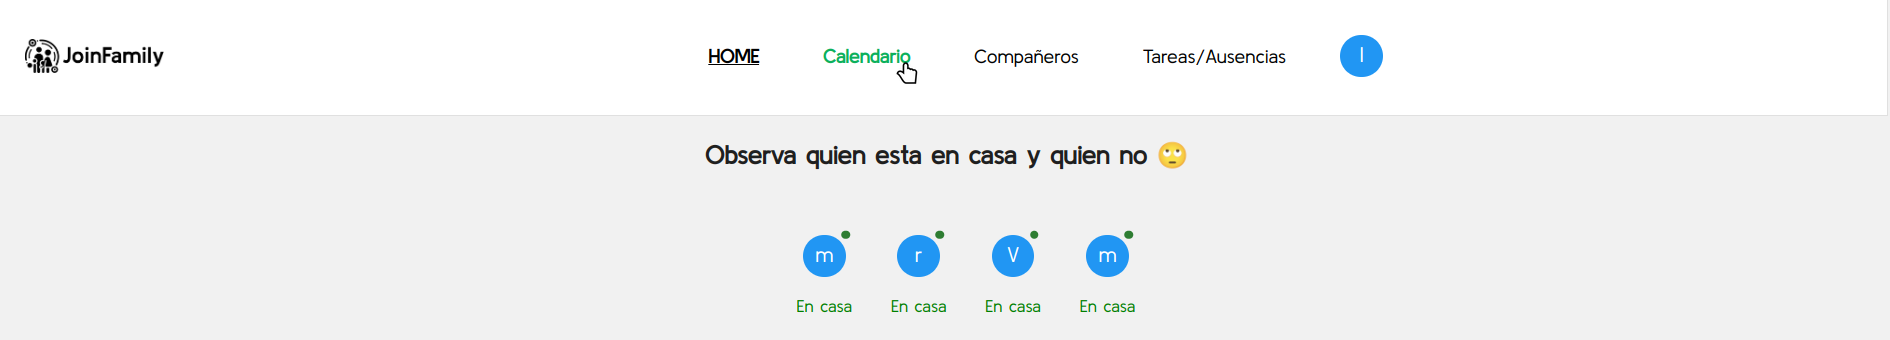 JoinFamily HOME Calendario Compañeros Tareas/Ausencias l
Observa quien esta en casa y quien no 🙄
m r V m
En casa En casa En casa En casa